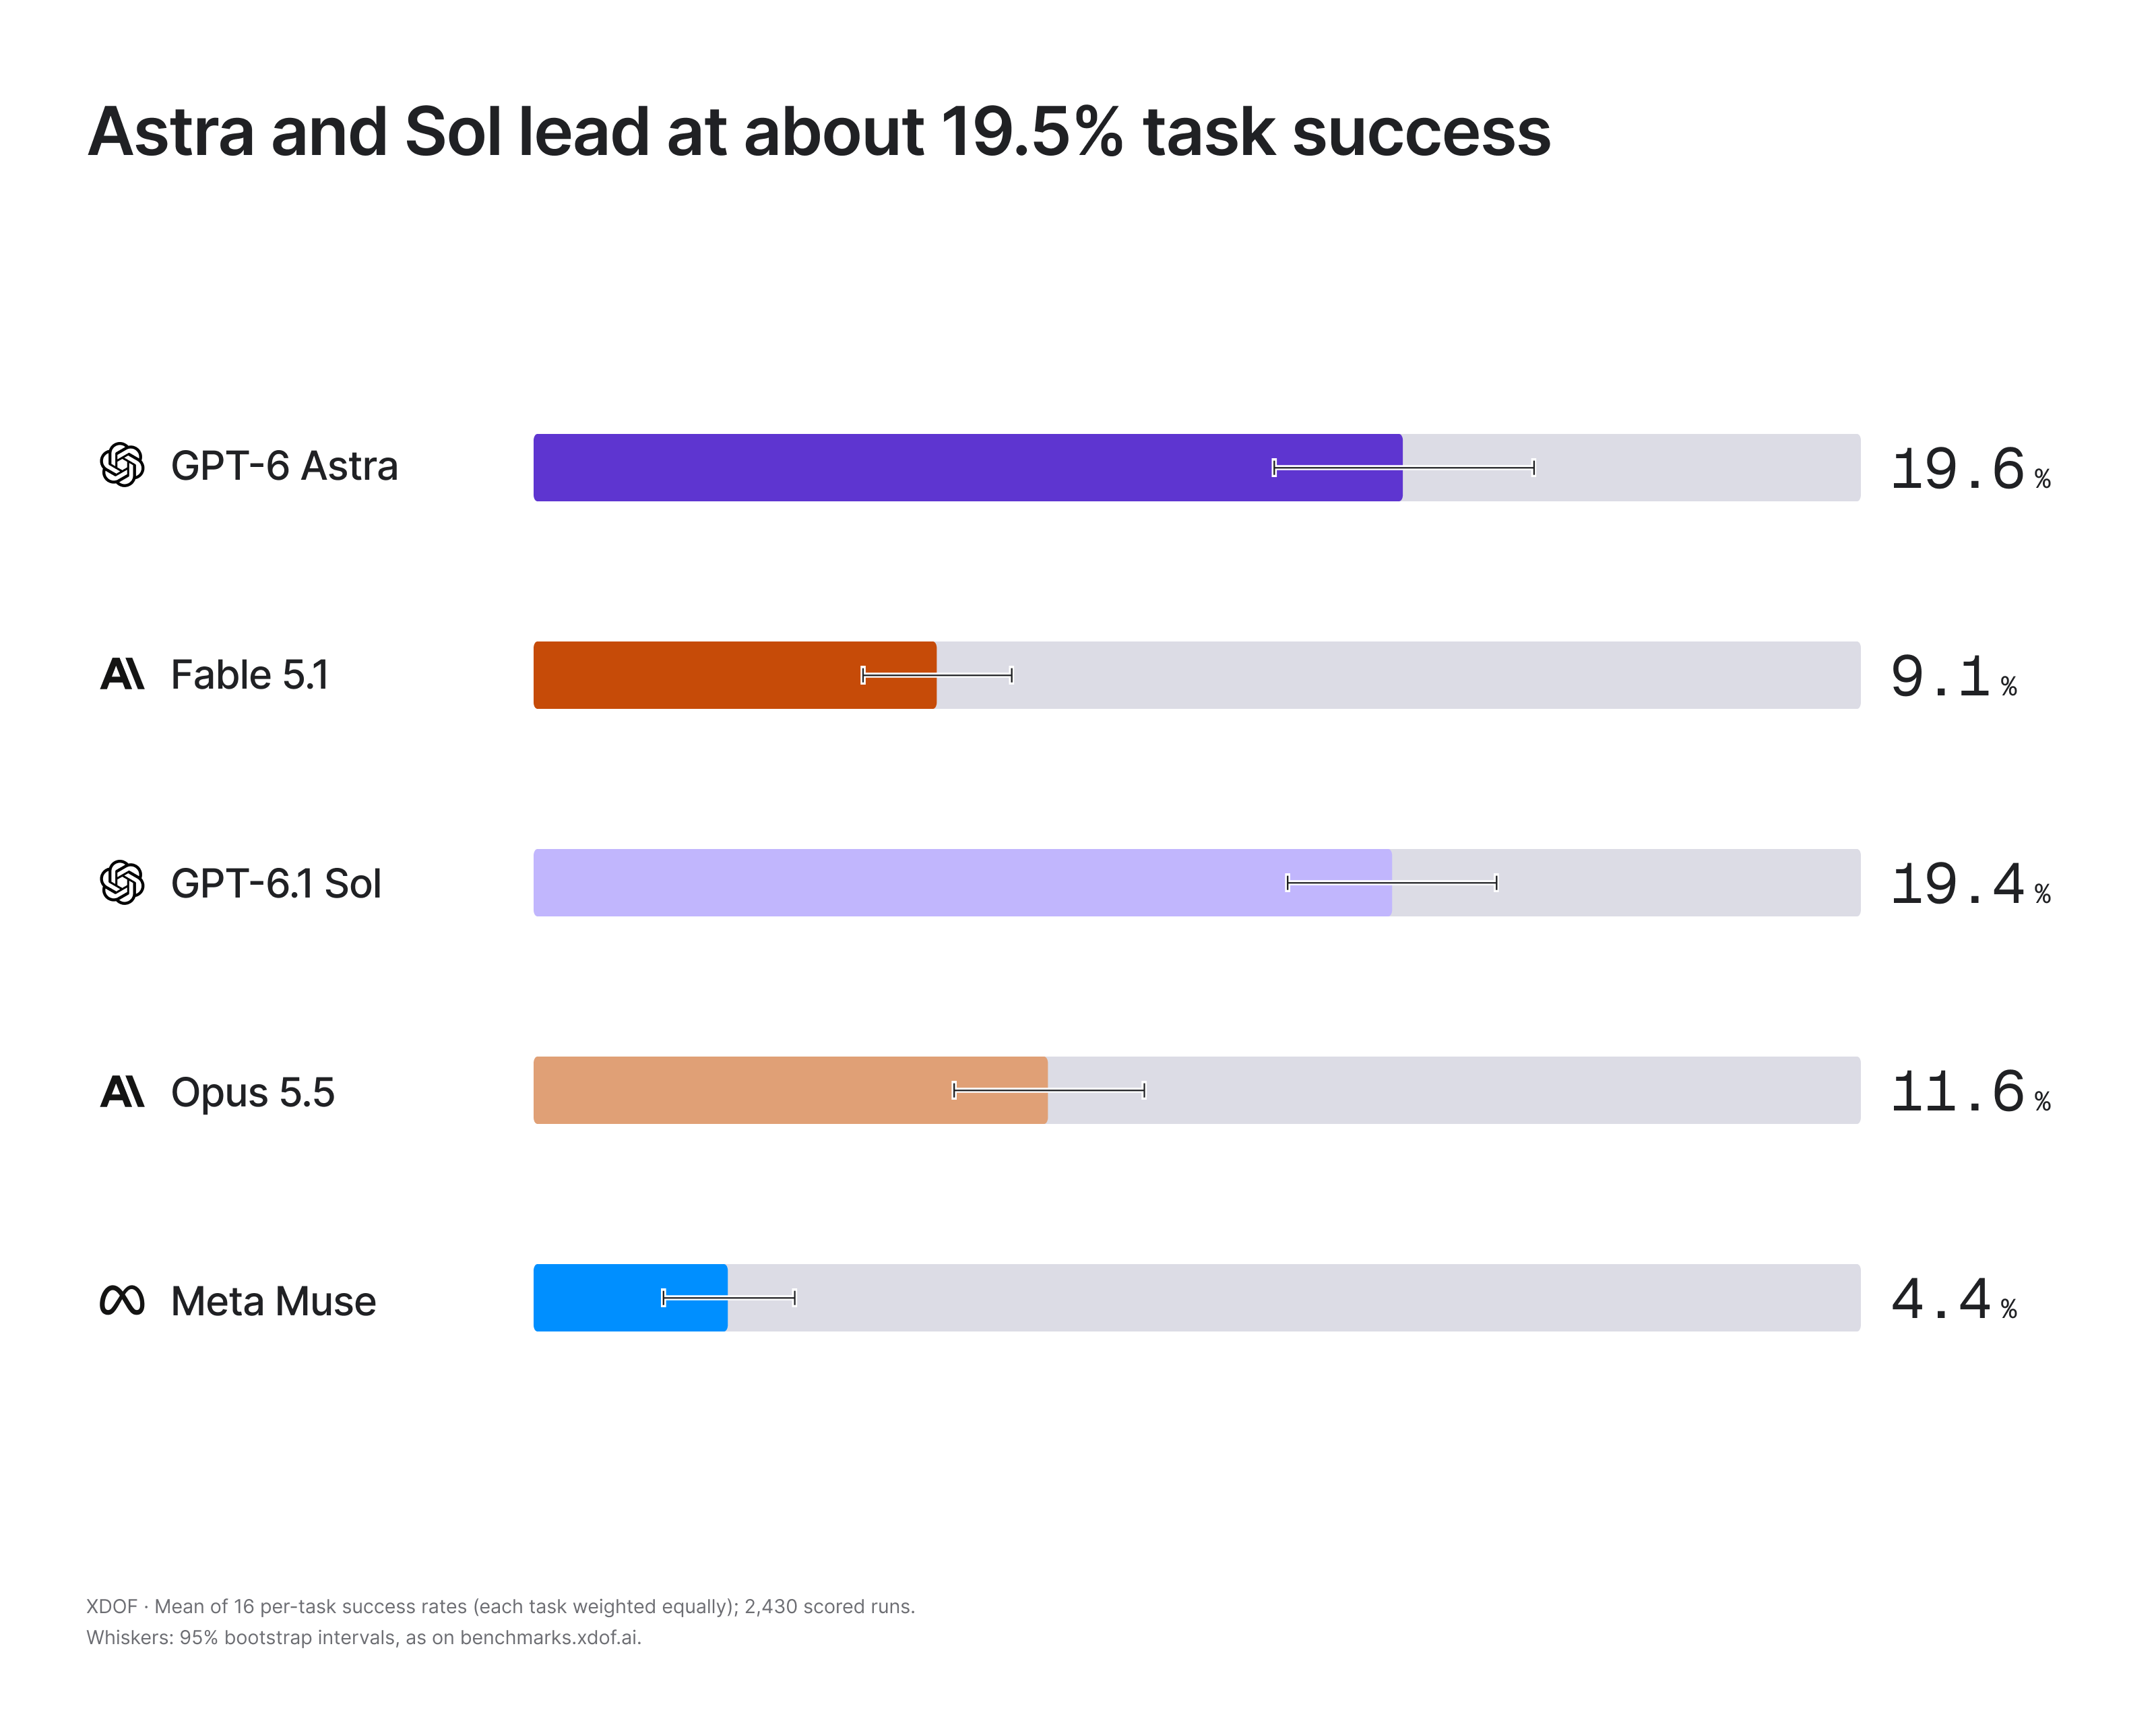 Astra and Sol lead at about 19.5% task success
GPT-6 Astra 19.6%
Fable 5.1 9.1%
GPT-6.1 Sol 19.4%
Opus 5.5 11.6%
Meta Muse 4.4%
XDOF · Mean of 16 per-task success rates (each task weighted equally); 2,430 scored runs.
Whiskers: 95% bootstrap intervals, as on benchmarks.xdof.ai.